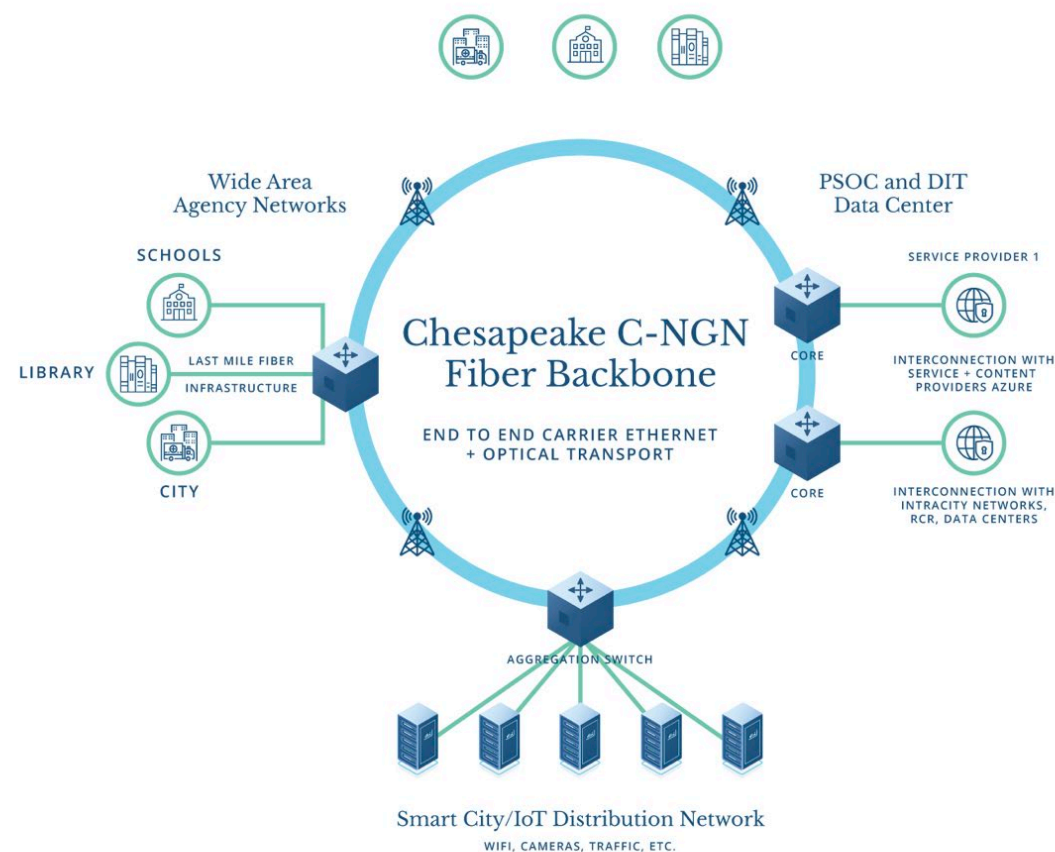 Wide Area
Agency Networks
PSOC and DIT
Data Center
SCHOOLS
SERVICE PROVIDER 1
Chesapeake C-NGN
Fiber Backbone
CORE
LIBRARY
LAST MILE FIBER
INFRASTRUCTURE
INTERCONNECTION WITH
SERVICE + CONTENT
PROVIDERS AZURE
END TO END CARRIER ETHERNET
+ OPTICAL TRANSPORT
CITY
CORE
INTERCONNECTION WITH
INTRACITY NETWORKS,
RCR, DATA CENTERS
AGGREGATION SWITCH
Smart City/IoT Distribution Network
WIFI, CAMERAS, TRAFFIC, ETC.